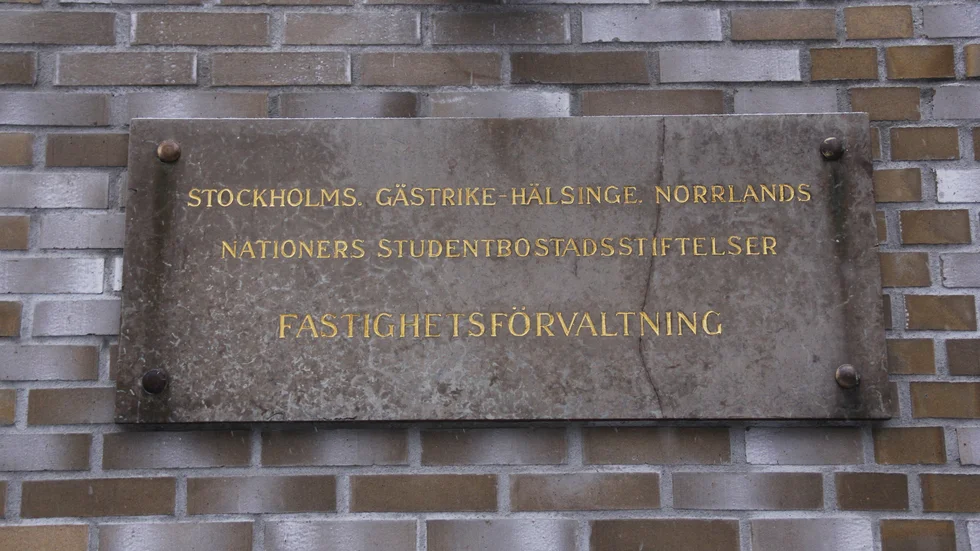 STOCKHOLMS. GÄSTRIKE-HÄLSINGE. NORRLANDS
NATIONERS STUDENTBOSTADSSTIFTELSER
FASTIGHETSFÖRVALTNING